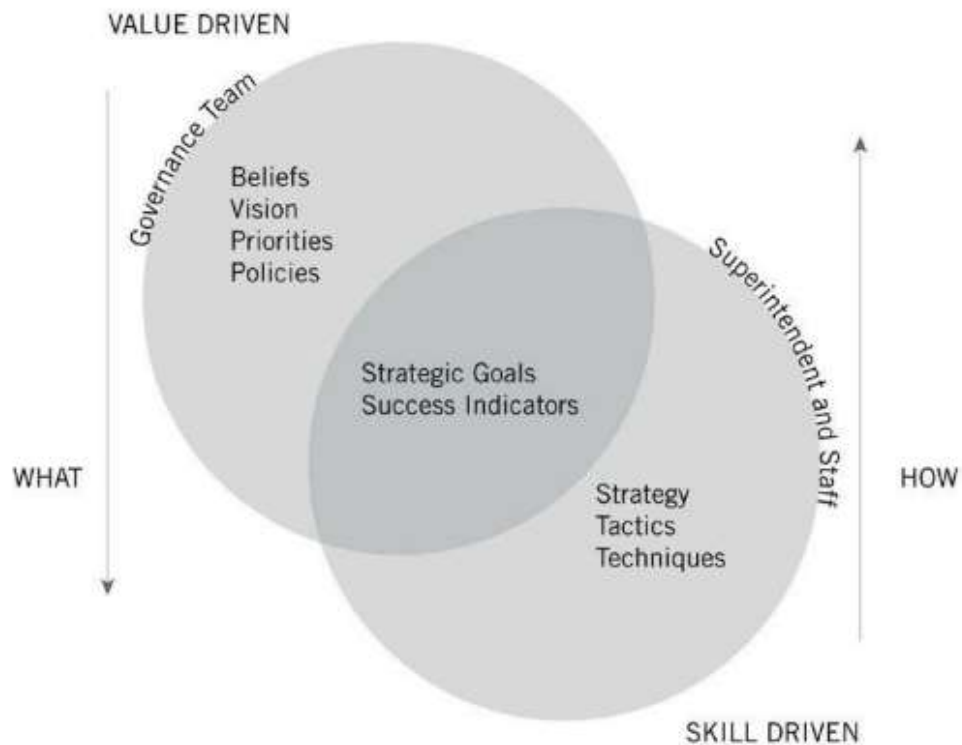 VALUE DRIVEN
Governance Team
Beliefs
Vision
Priorities
Policies
Superintendent and Staff
Strategic Goals
Success Indicators
WHAT
HOW
Strategy
Tactics
Techniques
SKILL DRIVEN